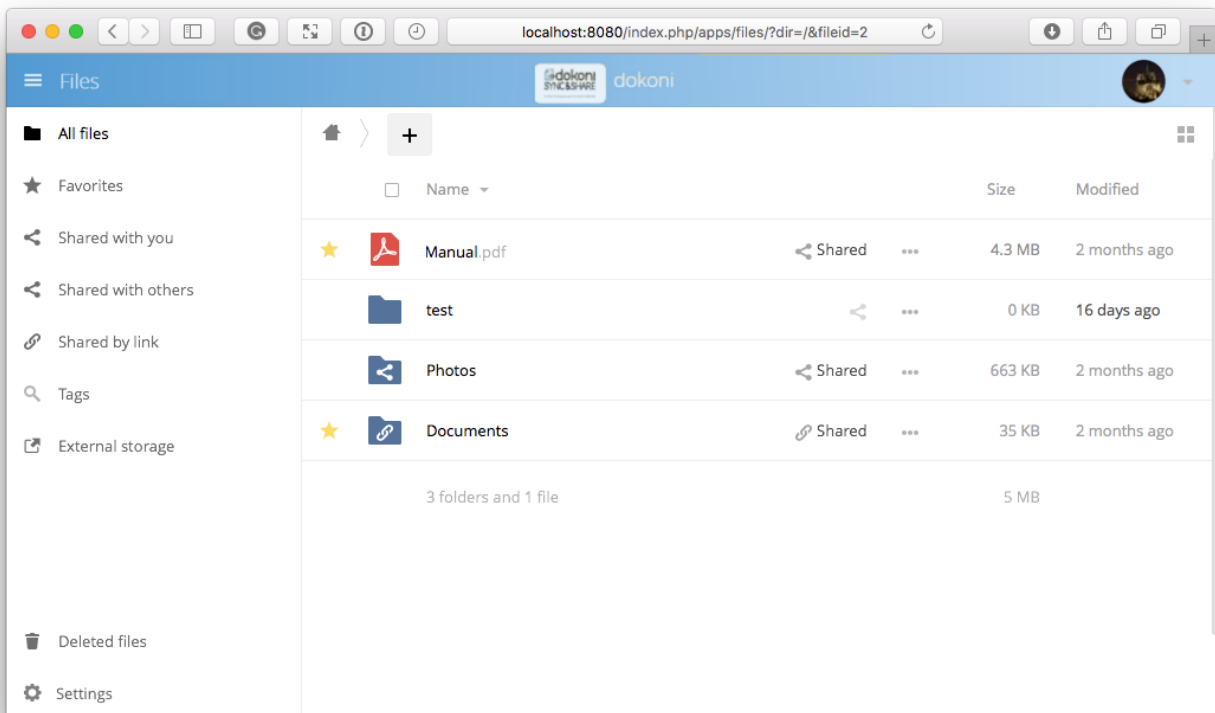 localhost:8080/index.php/apps/files/?dir=/&fileid=2
Files
dokoni
SYNC&SHARE
dokoni
All files
Favorites
Shared with you
Shared with others
Shared by link
Tags
External storage
Deleted files
Settings
Name Size Modified
Manual.pdf Shared 4.3 MB 2 months ago
test 0 KB 16 days ago
Photos Shared 663 KB 2 months ago
Documents Shared 35 KB 2 months ago
3 folders and 1 file 5 MB